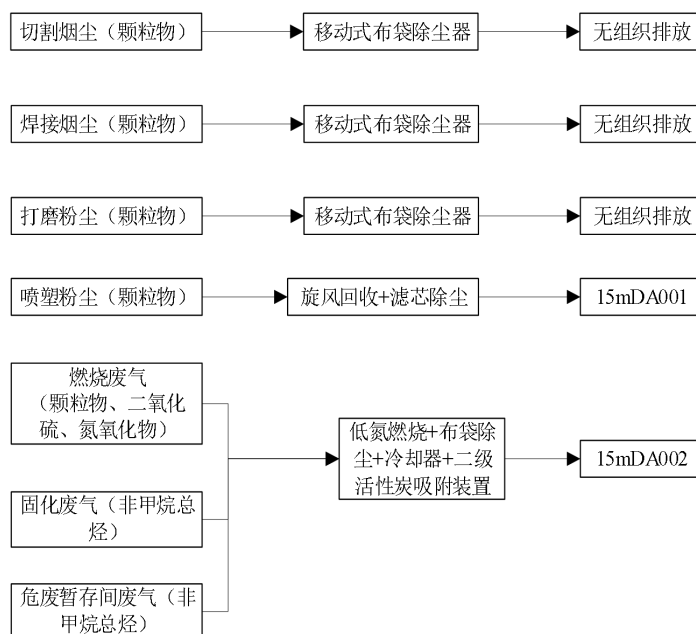 切割烟尘（颗粒物）
移动式布袋除尘器
无组织排放
焊接烟尘（颗粒物）
移动式布袋除尘器
无组织排放
打磨粉尘（颗粒物）
移动式布袋除尘器
无组织排放
喷塑粉尘（颗粒物）
旋风回收+滤芯除尘
15mDA001
燃烧废气
（颗粒物、二氧化
硫、氮氧化物）
固化废气（非甲烷总
烃）
危废暂存间废气（非
甲烷总烃）
低氮燃烧+布袋除
尘+冷却器+二级
活性炭吸附装置
15mDA002